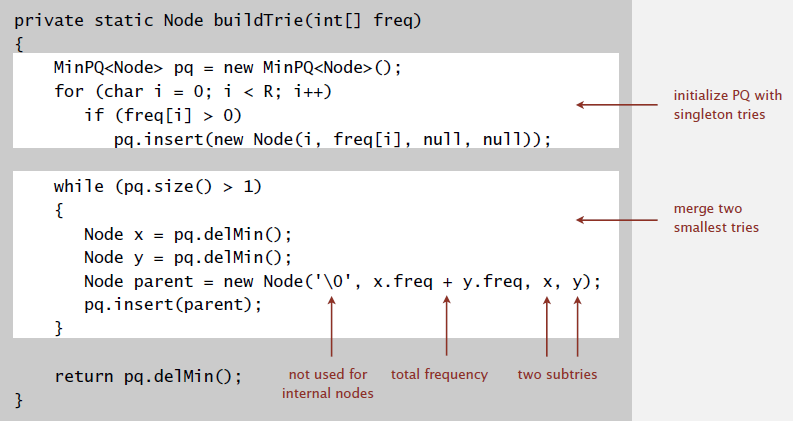 private static Node buildTrie(int[] freq)
{
    MinPQ<Node> pq = new MinPQ<Node>();
    for (char i = 0; i < R; i++)
        if (freq[i] > 0)
            pq.insert(new Node(i, freq[i], null, null));
initialize PQ with
singleton tries
    while (pq.size() > 1)
    {
        Node x = pq.delMin();
        Node y = pq.delMin();
        Node parent = new Node('\0', x.freq + y.freq, x, y);
        pq.insert(parent);
    }
merge two
smallest tries
not used for
internal nodes
total frequency
two subtries
    return pq.delMin();
}